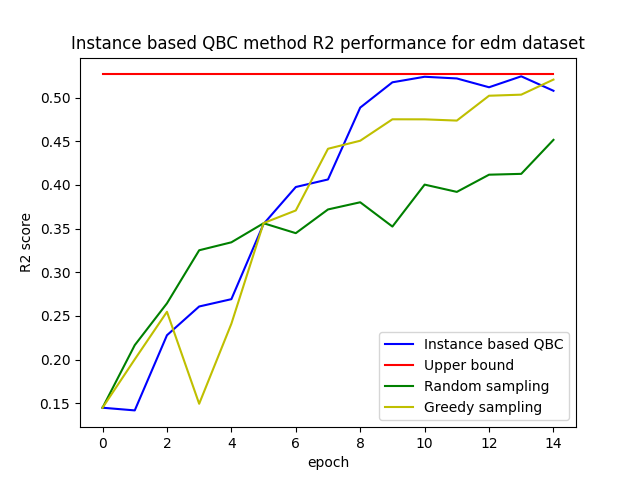 Instance based QBC method R2 performance for edm dataset
R2 score
0.50
0.45
0.40
0.35
0.30
0.25
0.20
0.15
Instance based QBC
Upper bound
Random sampling
Greedy sampling
0 2 4 6 8 10 12 14
epoch